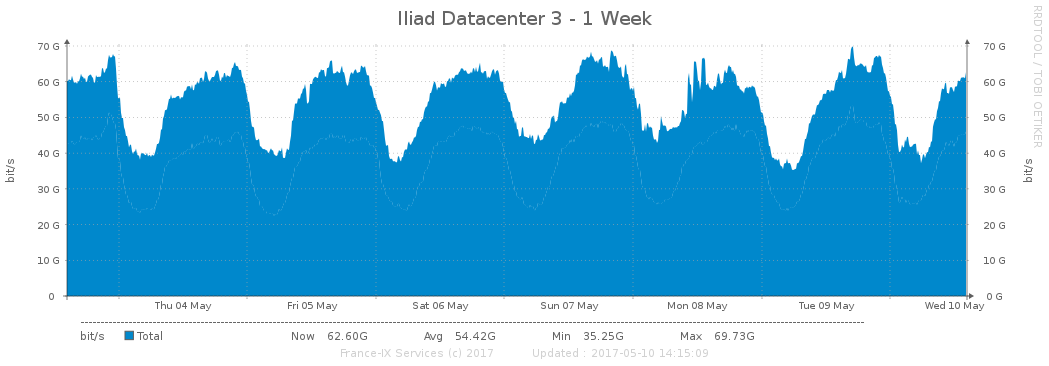 Iliad Datacenter 3 - 1 Week
RRDTOOL / TOBI OETIKER
70 G 70 G
60 G 60 G
50 G 50 G
40 G 40 G
30 G 30 G
20 G 20 G
10 G 10 G
0 0 G
bit/s bit/s
Thu 04 May Fri 05 May Sat 06 May Sun 07 May Mon 08 May Tue 09 May Wed 10 May
bit/s Total Now 62.60G Avg 54.42G Min 35.25G Max 69.73G
France-IX Services (c) 2017 Updated : 2017-05-10 14:15:09